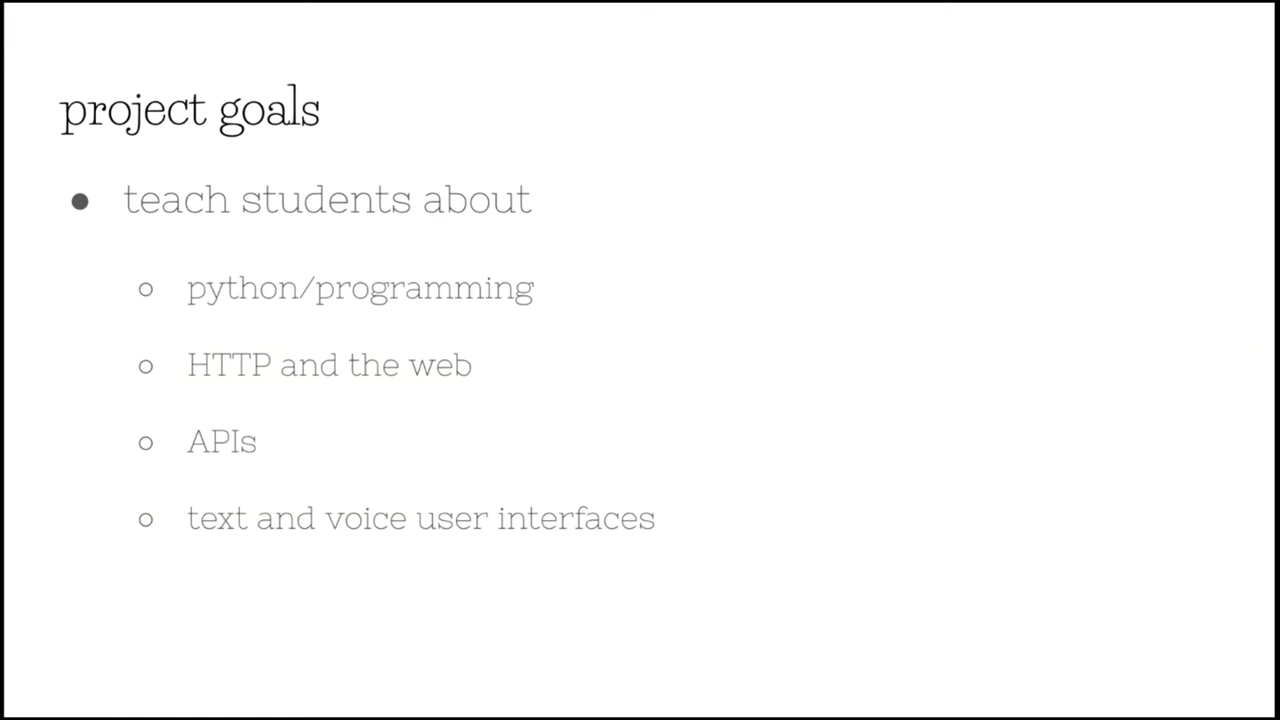 project goals
● teach students about
○ python/programming
○ HTTP and the web
○ APIs
○ text and voice user interfaces